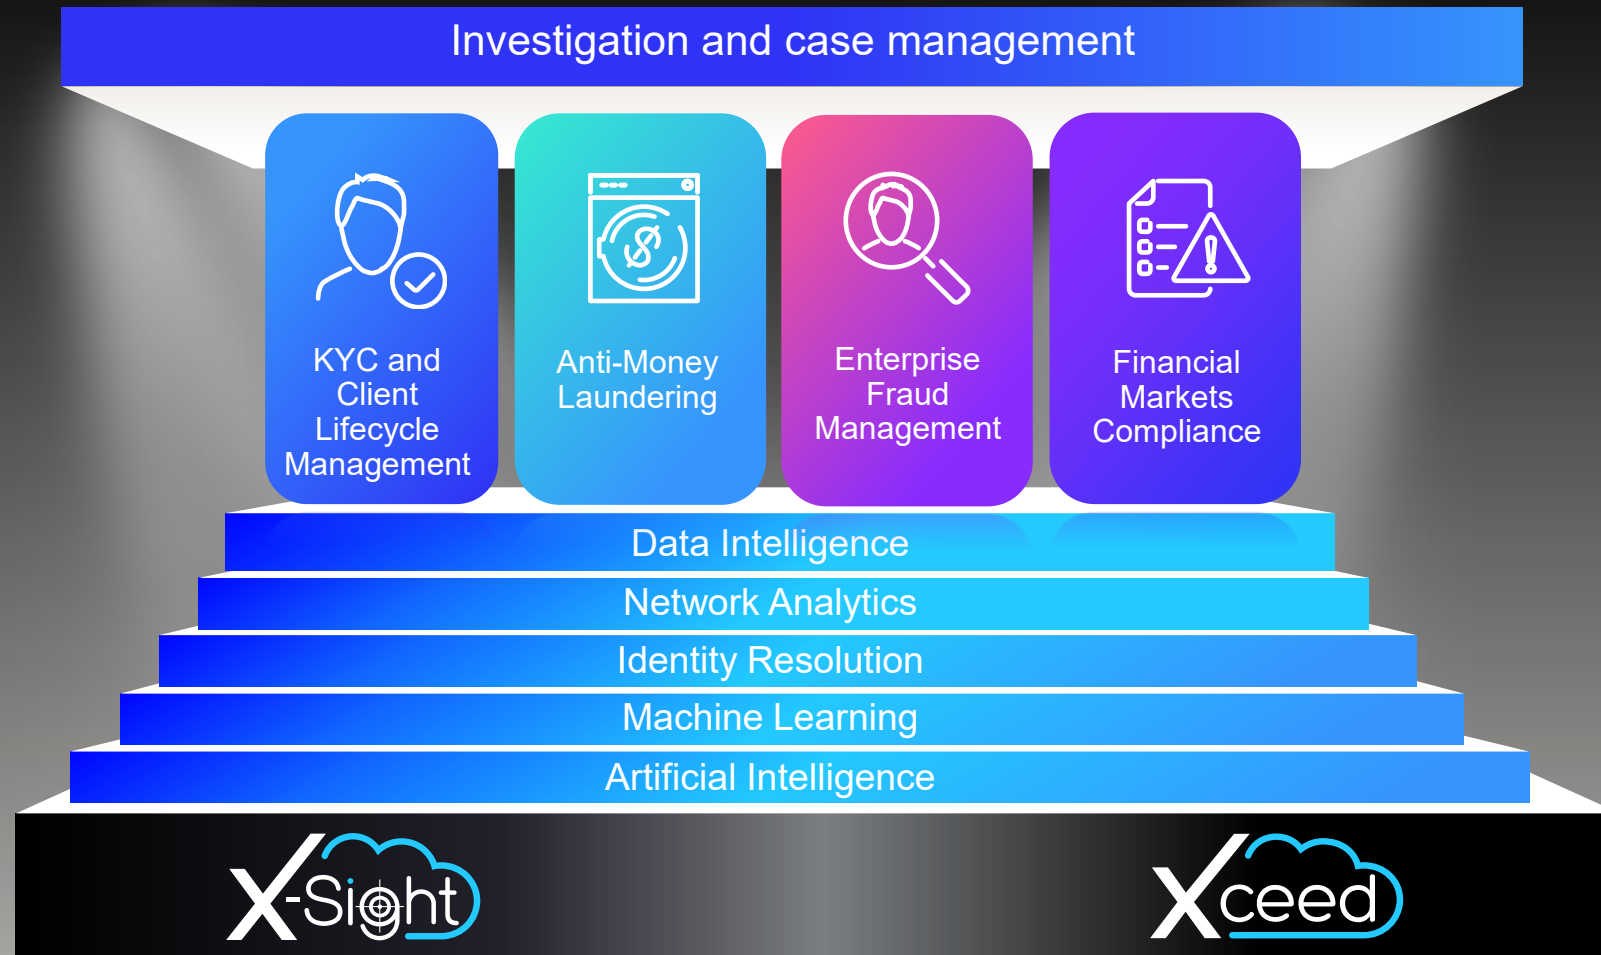 Investigation and case management
KYC and
Client
Lifecycle
Management
Anti-Money
Laundering
Enterprise
Fraud
Management
Financial
Markets
Compliance
Data Intelligence
Network Analytics
Identity Resolution
Machine Learning
Artificial Intelligence
X-Sight
Xceed